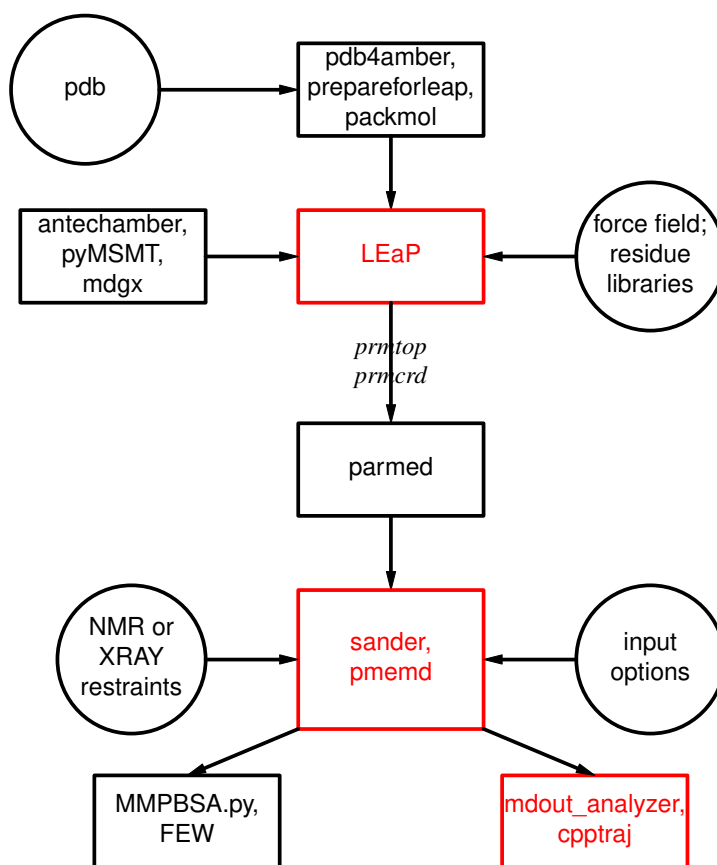 pdb
pdb4amber,
prepareforleap,
packmol
antechamber,
pyMSMT,
mdgx
LEaP
force field;
residue
libraries
prmtop
prmcrd
parmed
NMR or
XRAY
restraints
sander,
pmemd
input
options
MMPBSA.py,
FEW
mdout_analyzer,
cpptraj